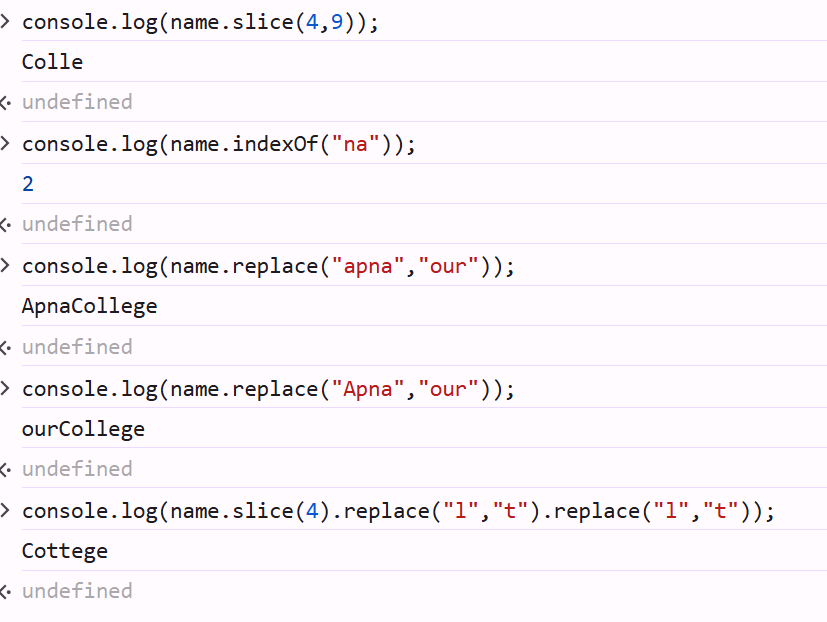 console.log(name.slice(4,9));
Colle
undefined
console.log(name.indexOf("na"));
2
undefined
console.log(name.replace("apna","our"));
ApnaCollege
undefined
console.log(name.replace("Apna","our"));
ourCollege
undefined
console.log(name.slice(4).replace("l","t").replace("l","t"));
Cottege
undefined